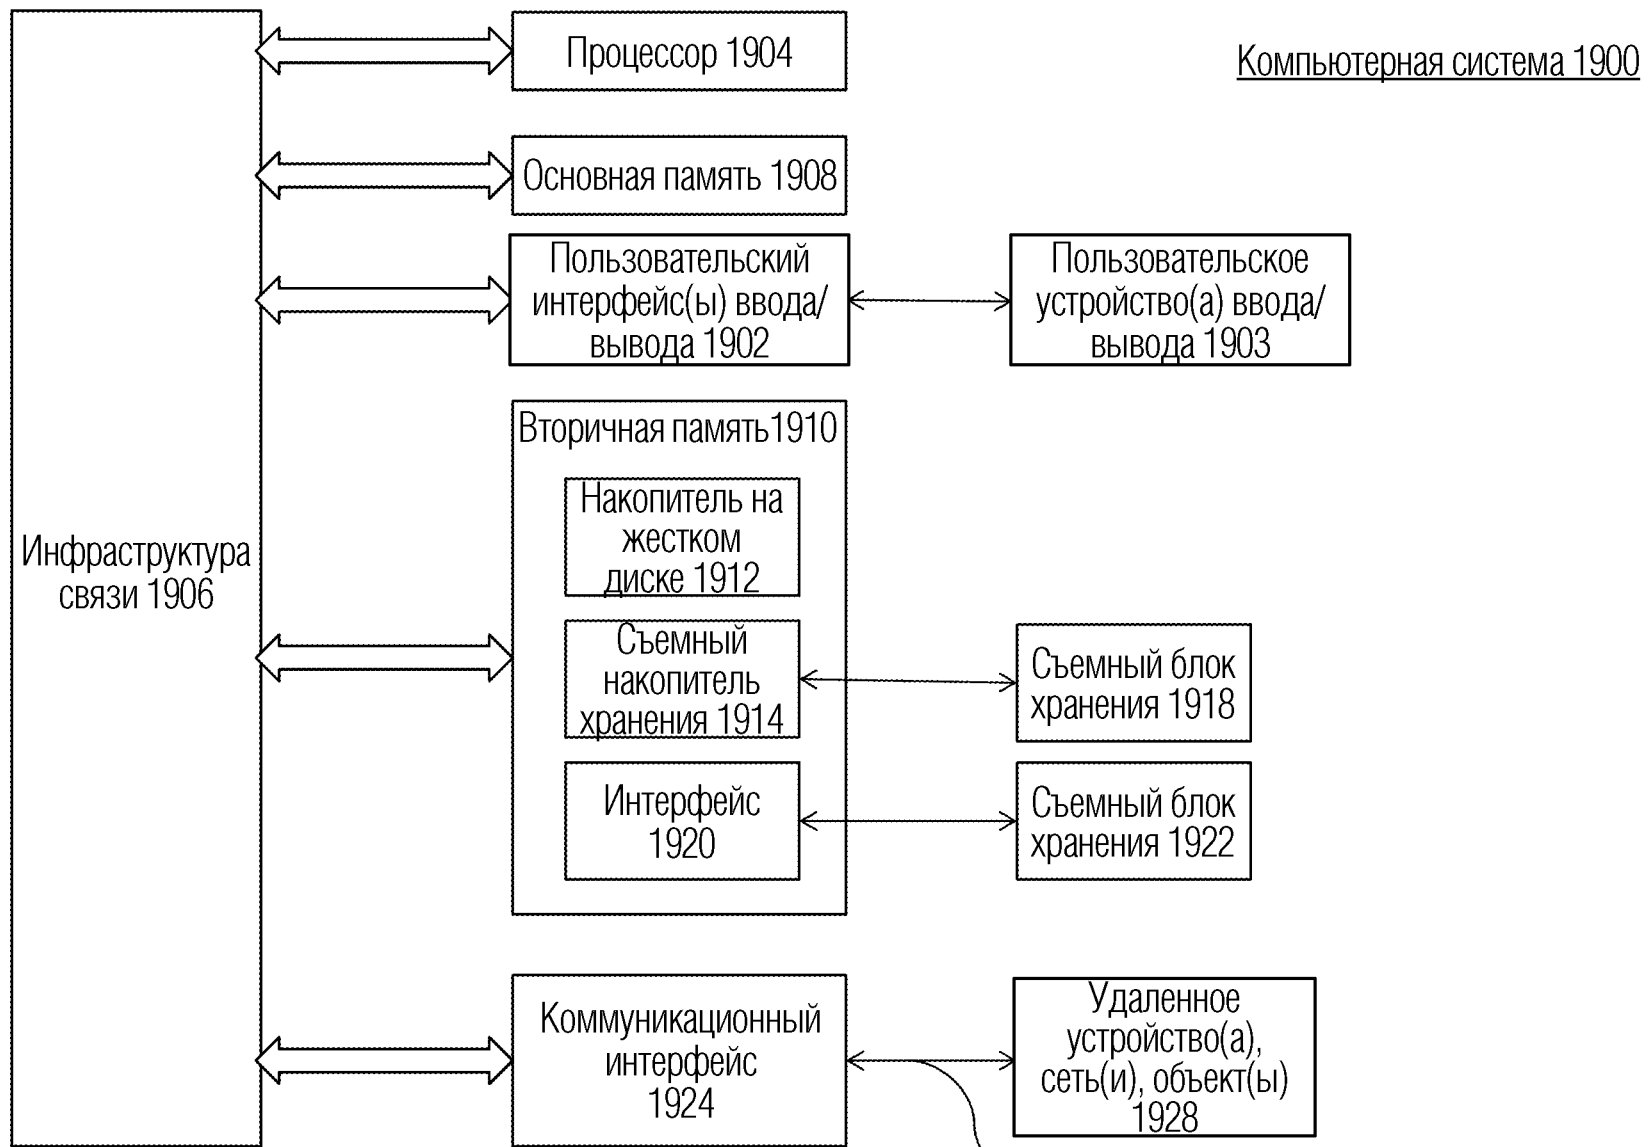 Компьютерная система 1900
Процессор 1904
Основная память 1908
Пользовательский
интерфейс(ы) ввода/
вывода 1902
Пользовательское
устройство(а) ввода/
вывода 1903
Инфраструктура
связи 1906
Вторичная память1910
Накопитель на
жестком
диске 1912
Съемный
накопитель
хранения 1914
Съемный блок
хранения 1918
Интерфейс
1920
Съемный блок
хранения 1922
Коммуникационный
интерфейс
1924
Удаленное
устройство(а),
сеть(и), объект(ы)
1928